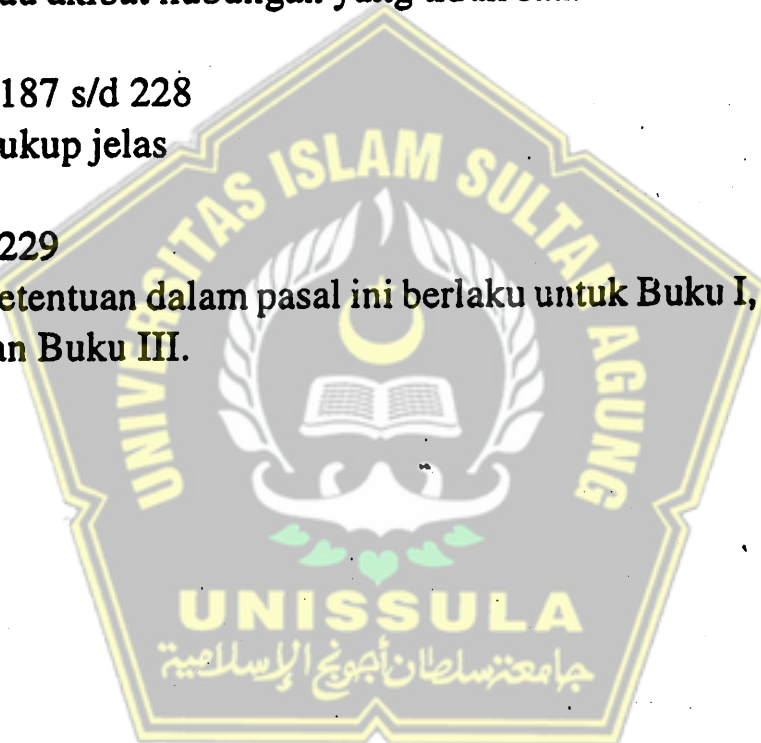 187 s/d 228
ukup jelas
229
etentuan dalam pasal ini berlaku untuk Buku I,
an Buku III.
UNIVERSITAS ISLAM SULTAN AGUNG
UNISSULA
جامعة سلطان أجونج الإسلامية